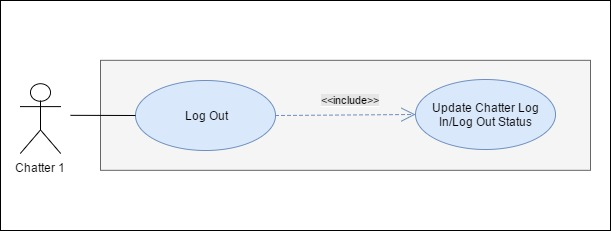 <<include>>
Log Out
Update Chatter Log
In/Log Out Status
Chatter 1